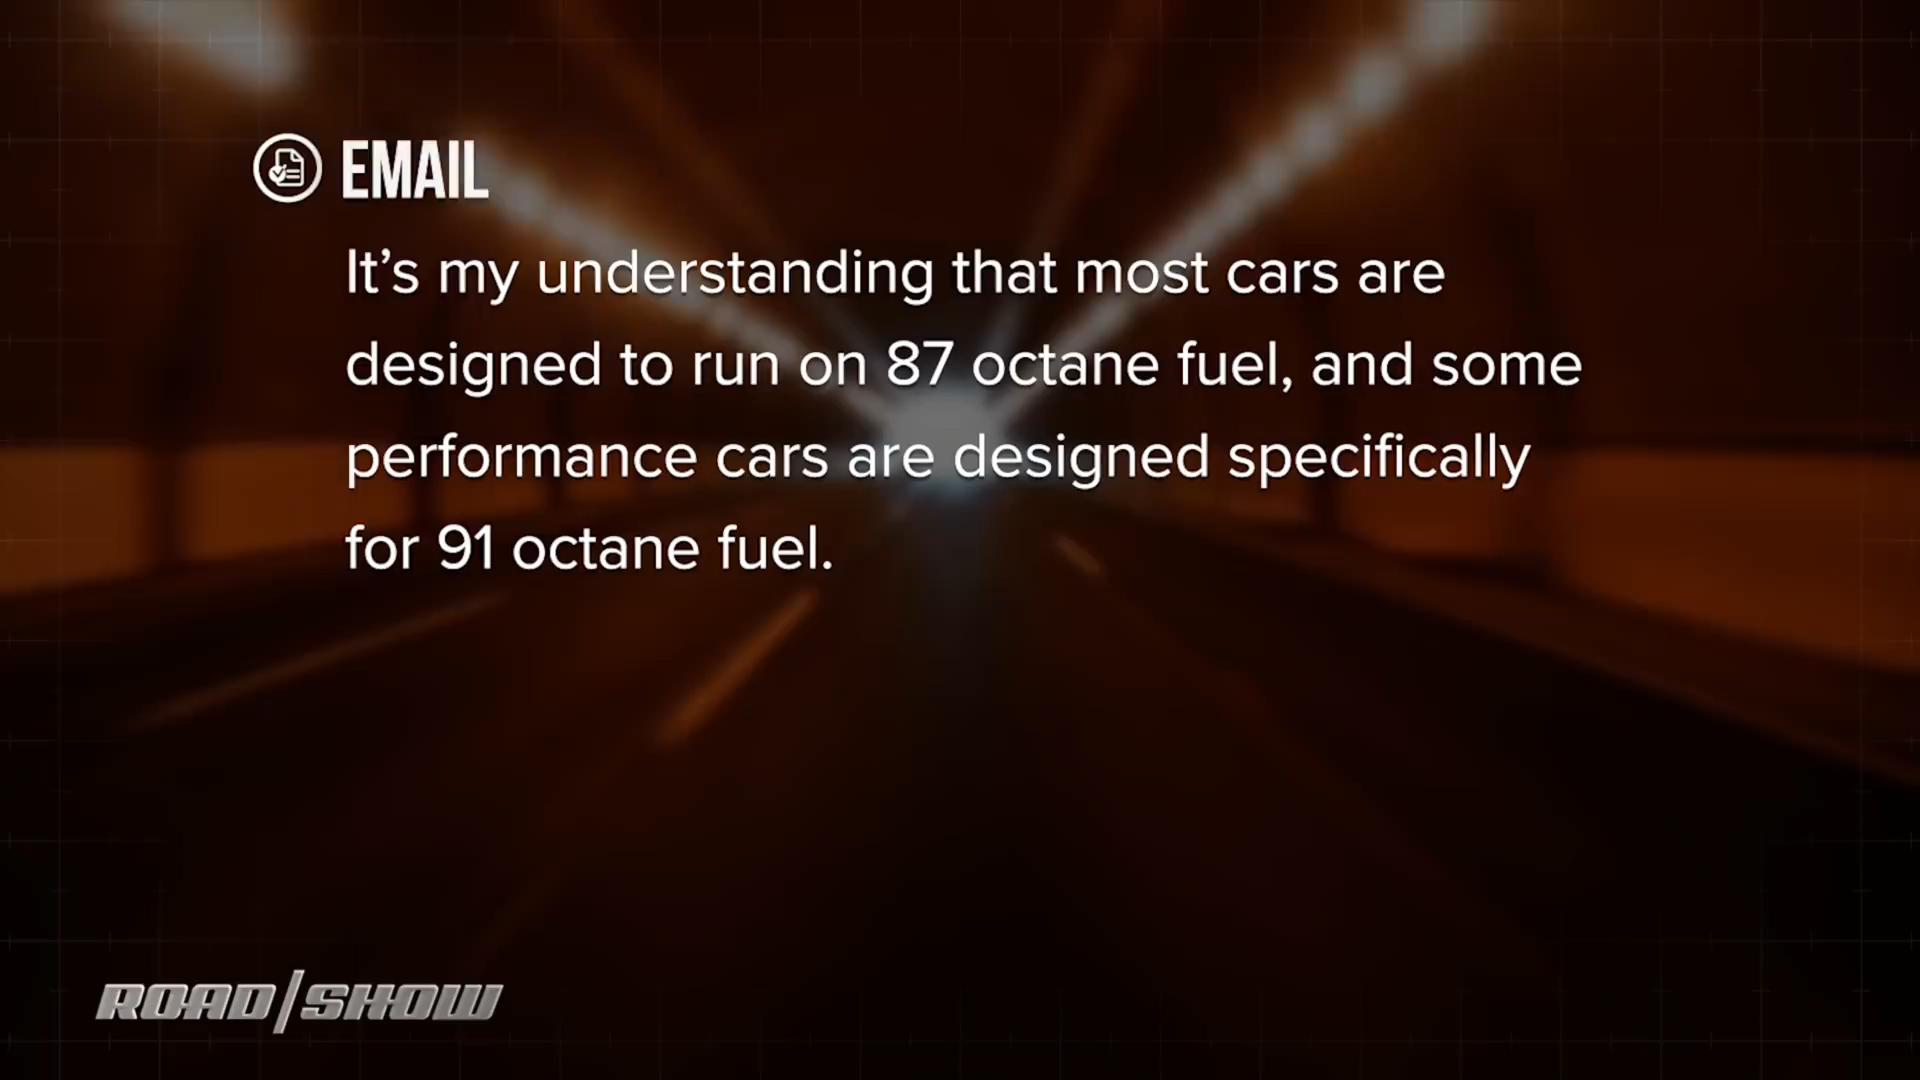 EMAIL
It’s my understanding that most cars are
designed to run on 87 octane fuel, and some
performance cars are designed specifically
for 91 octane fuel.
ROAD/SHOW